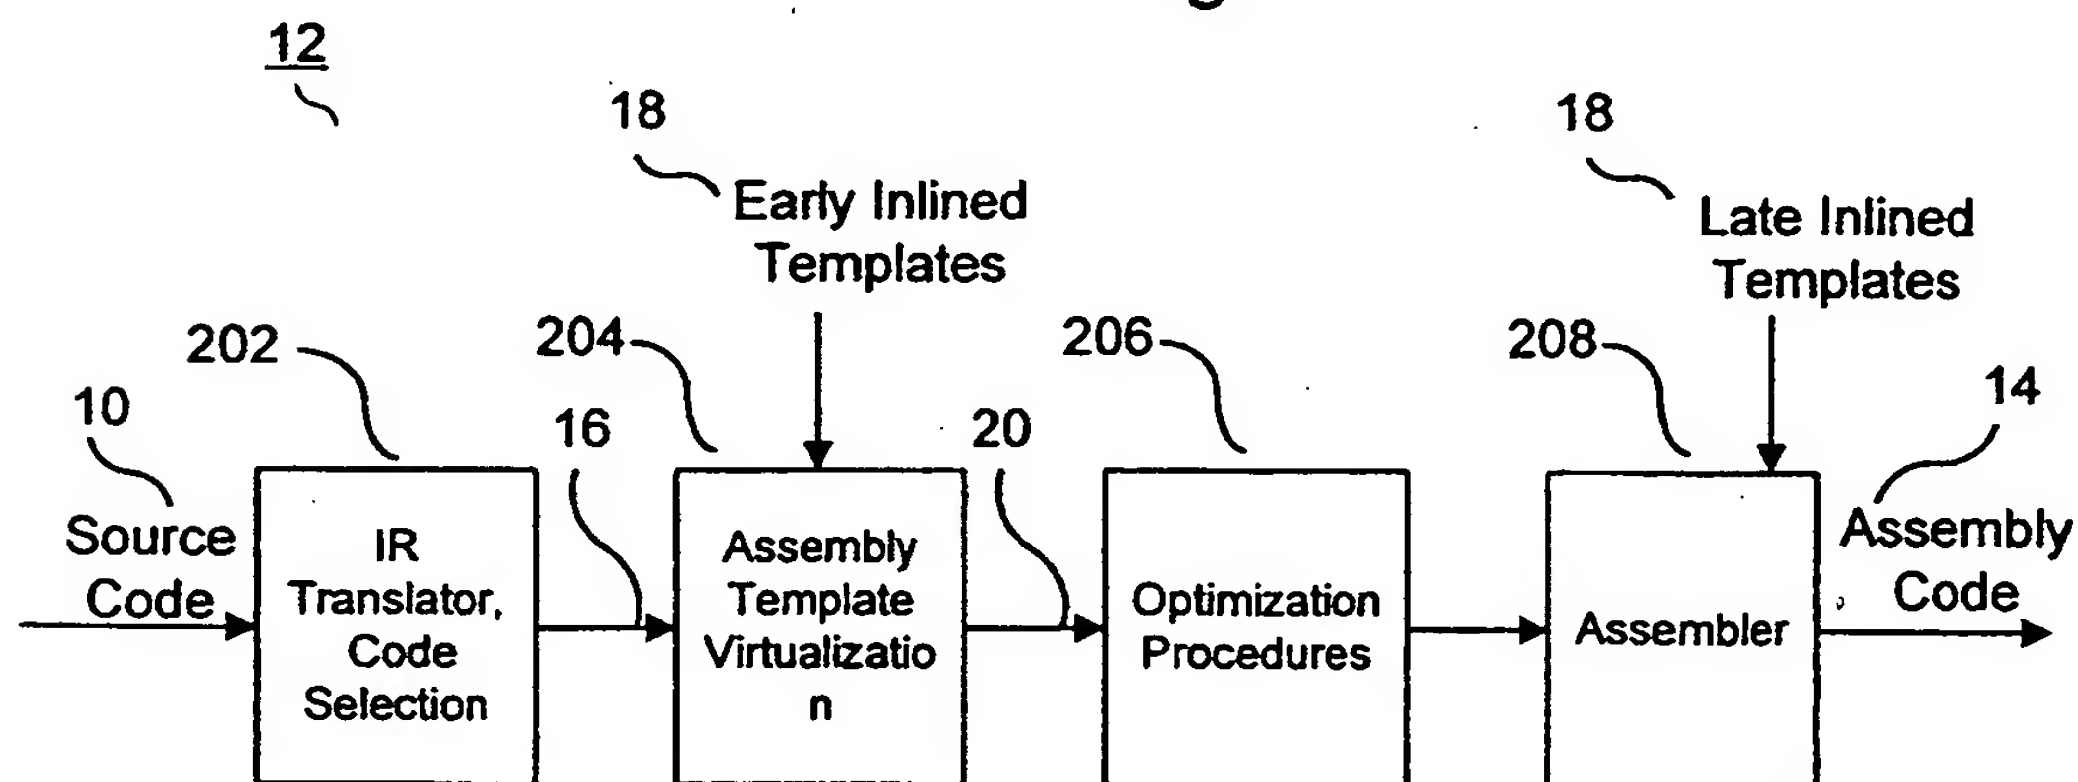 12
18
18
Early Inlined
Templates
Late Inlined
Templates
202
204
206
208
10
16
20
14
Source
Code
IR
Translator,
Code
Selection
Assembly
Template
Virtualizatio
n
Optimization
Procedures
Assembler
Assembly
Code